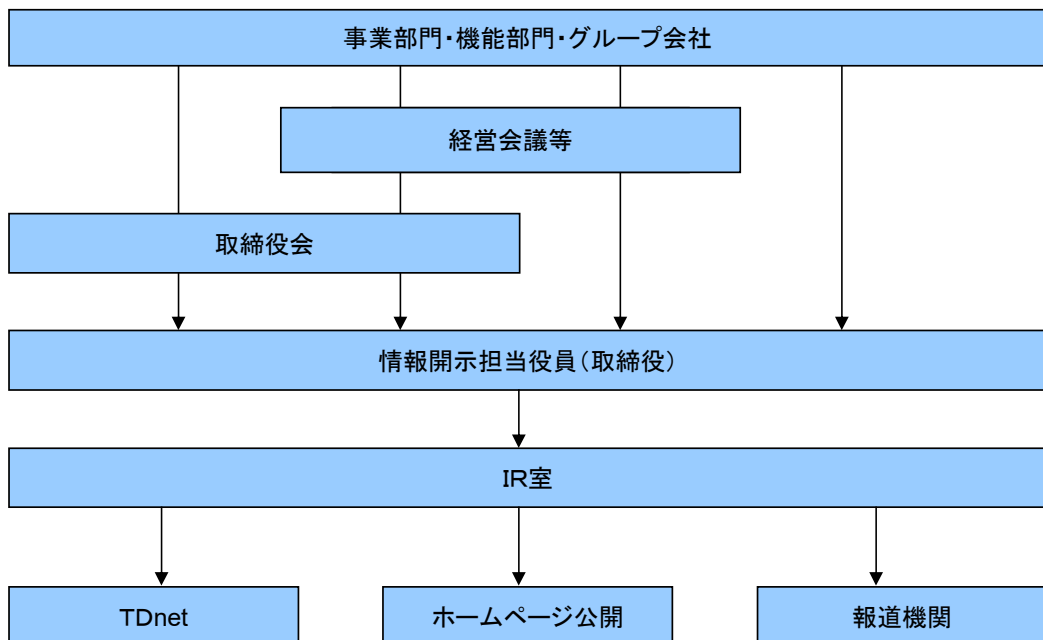 事業部門・機能部門・グループ会社
経営会議等
取締役会
情報開示担当役員（取締役）
ＩＲ室
TDnet
ホームページ公開
報道機関